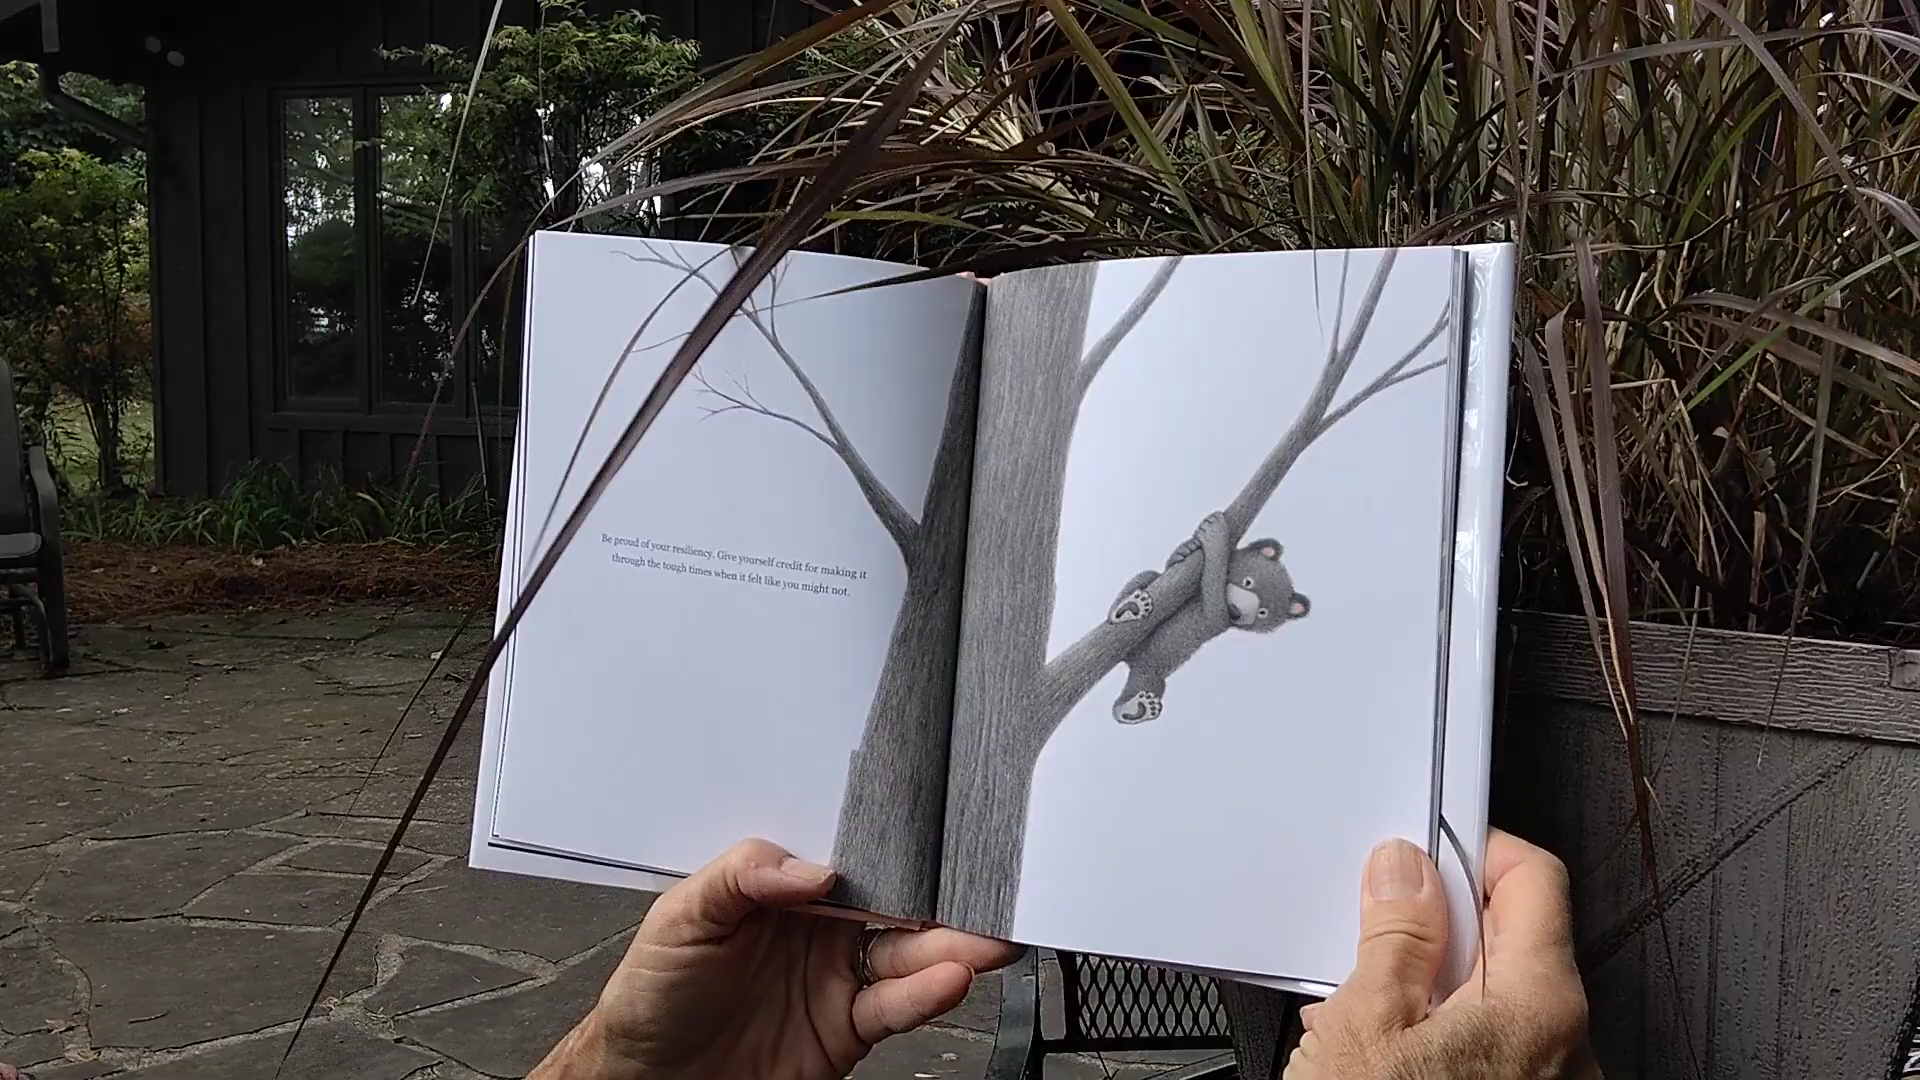 Be proud of your resiliency. Give yourself credit for making it
through the tough times when it felt like you might not.